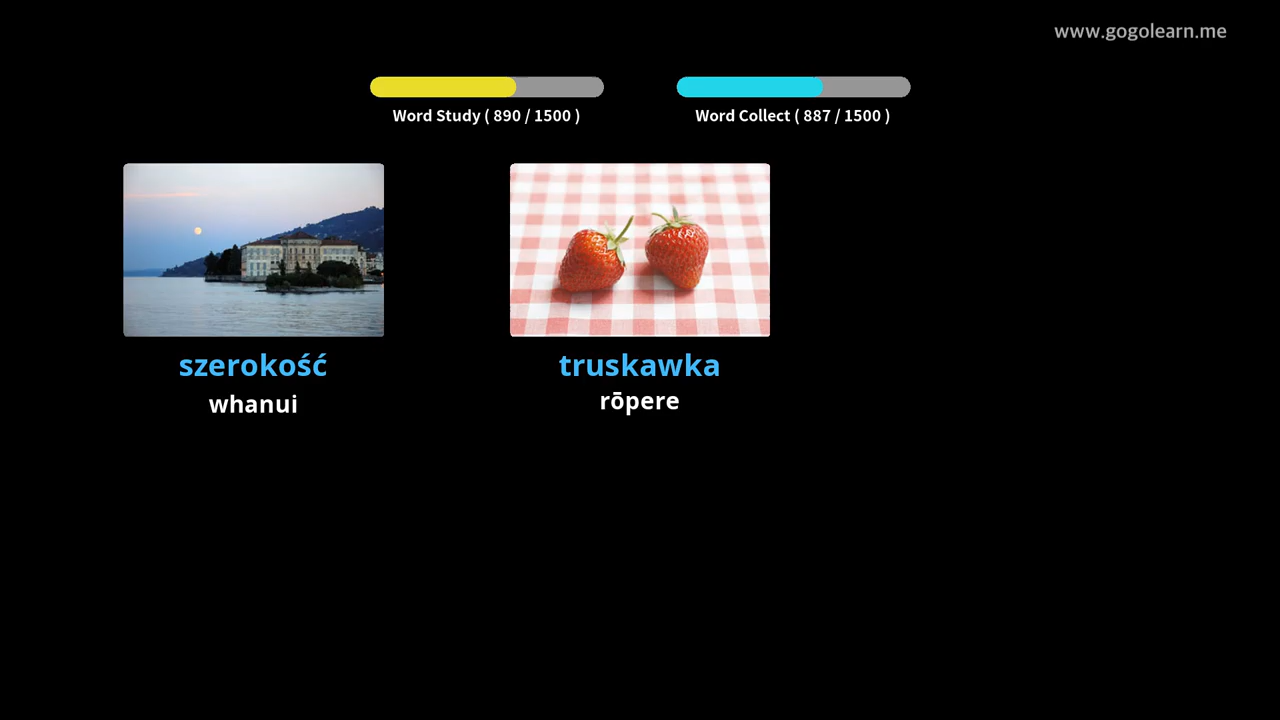 www.gogolearn.me
Word Study ( 890 / 1500 )
Word Collect ( 887 / 1500 )
szerokość
whanui
truskawka
rōpere